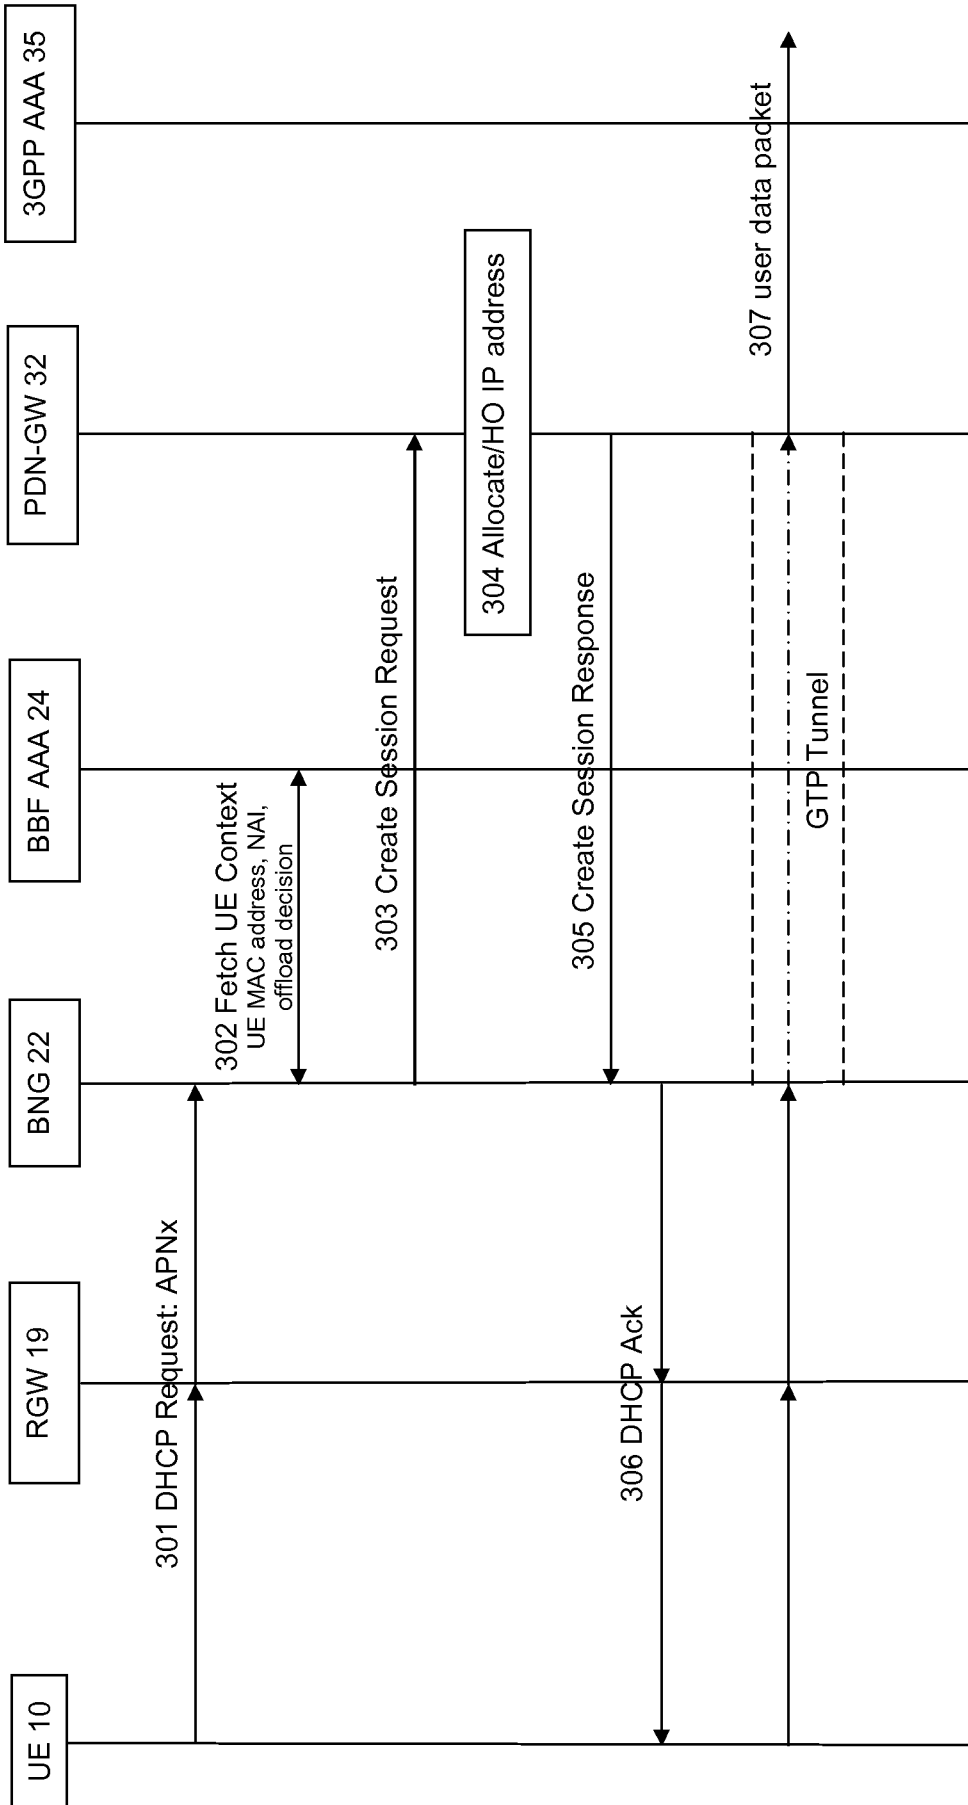 UE 10
RGW 19
BNG 22
BBF AAA 24
PDN-GW 32
3GPP AAA 35
301 DHCP Request: APNx
302 Fetch UE Context
UE MAC address, NAI,
offload decision
303 Create Session Request
304 Allocate/HO IP address
305 Create Session Response
306 DHCP Ack
307 user data packet
GTP Tunnel